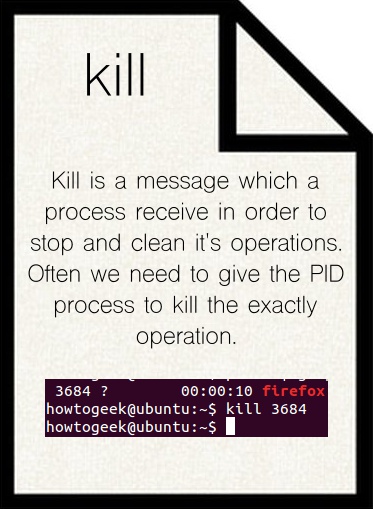 kill
Kill is a message which a
process receive in order to
stop and clean it's operations.
Often we need to give the PID
process to kill the exactly
operation.
3684 ? 00:00:10 firefox
howtogeek@ubuntu:~$ kill 3684
howtogeek@ubuntu:~$